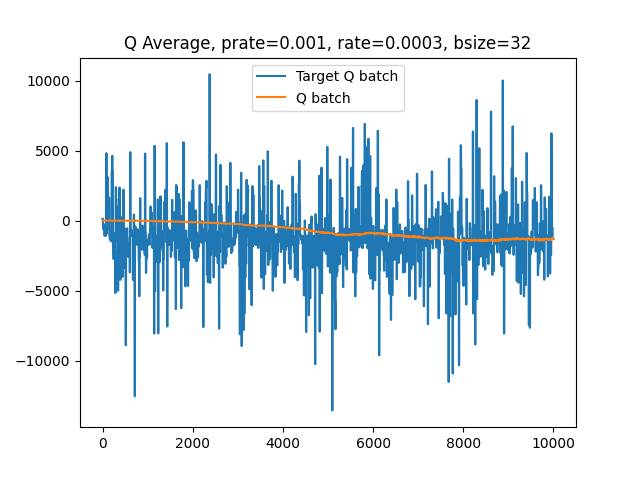 Q Average, prate=0.001, rate=0.0003, bsize=32
Target Q batch
Q batch
10000
5000
0
−5000
−10000
0 2000 4000 6000 8000 10000